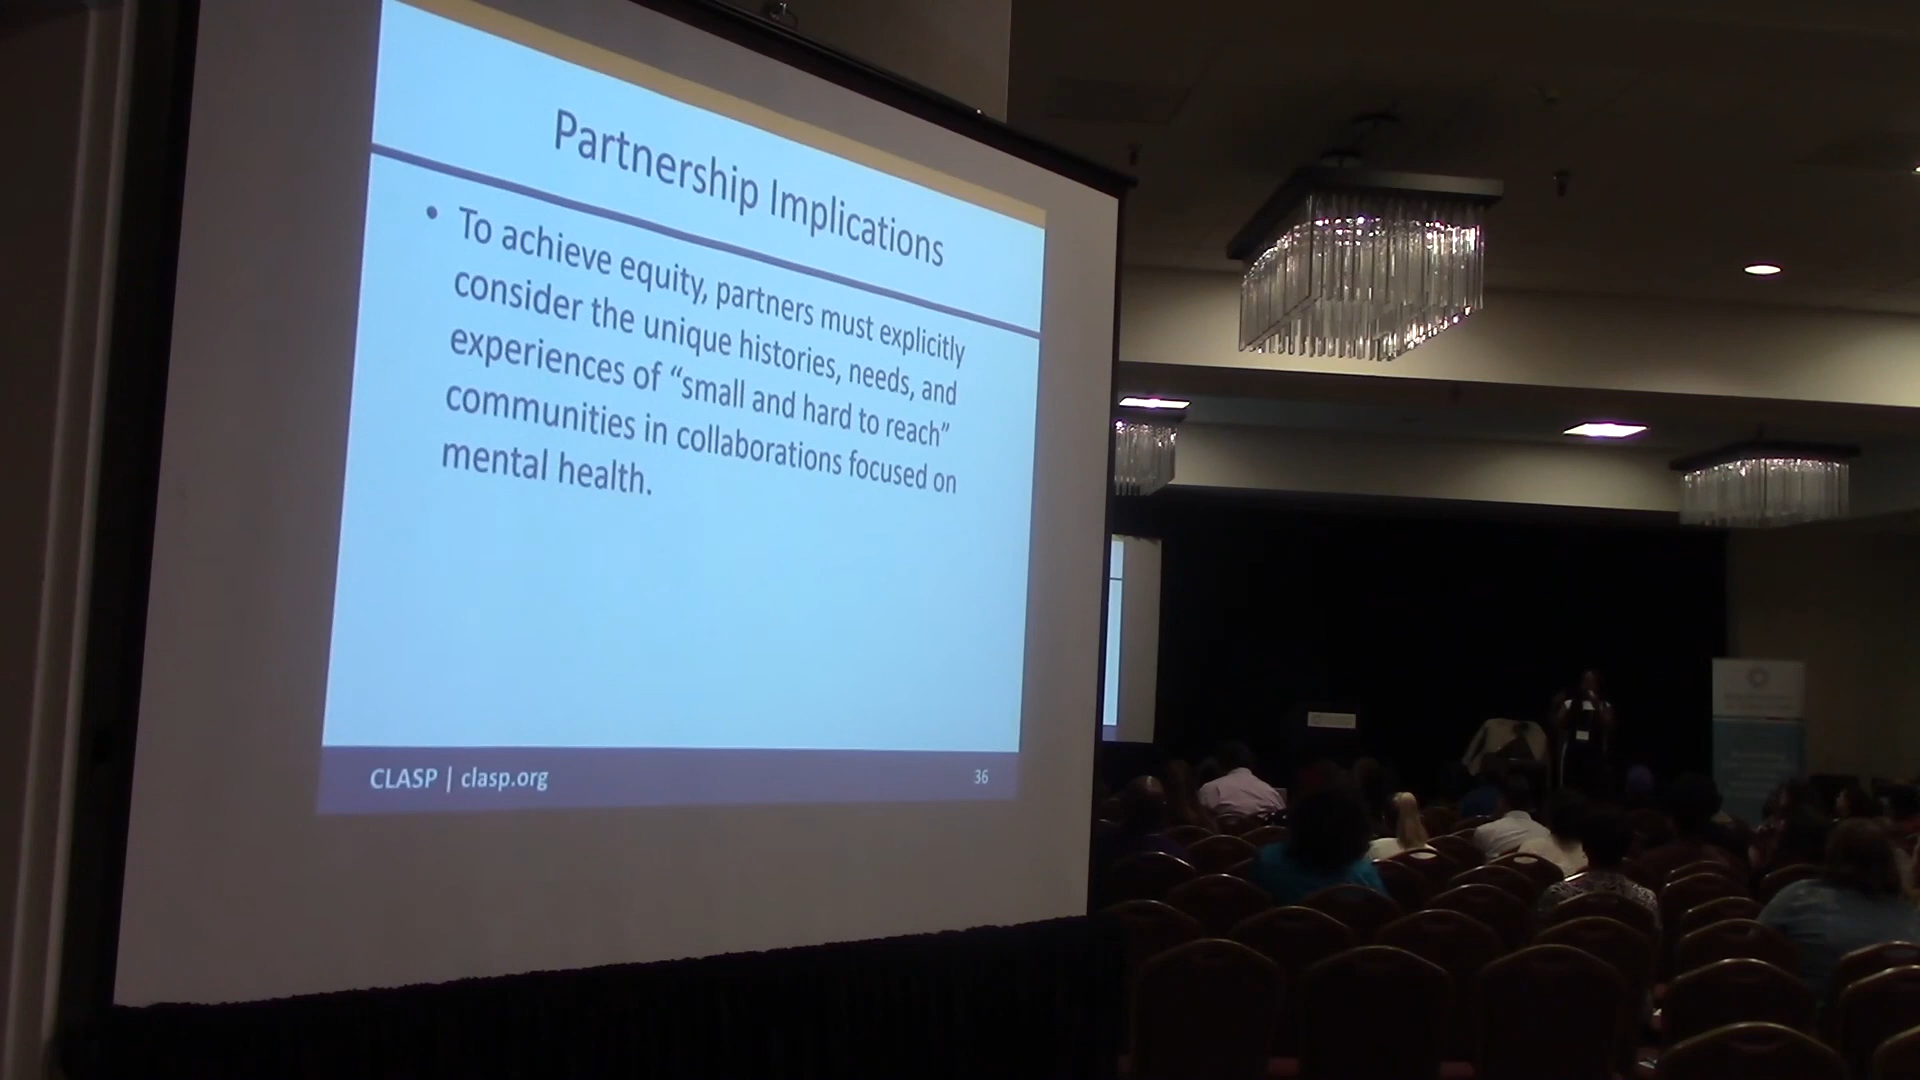 Partnership Implications
• To achieve equity, partners must explicitly
consider the unique histories, needs, and
experiences of “small and hard to reach”
communities in collaborations focused on
mental health.
CLASP | clasp.org
36